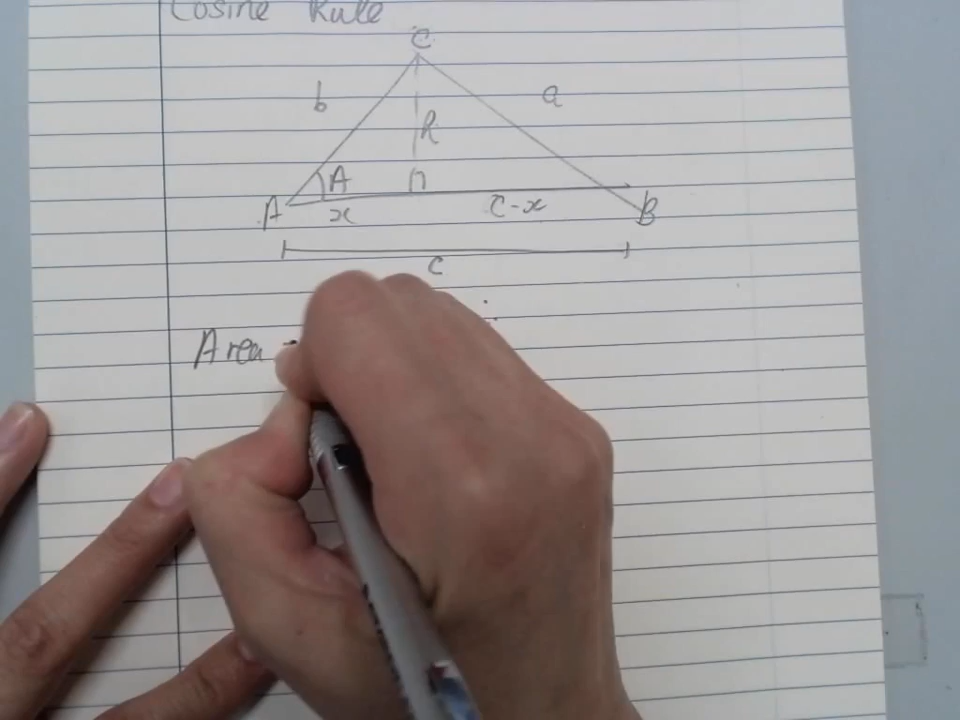 Cosine Rule
C
b a
h
A
A x c-x B
c
Area =